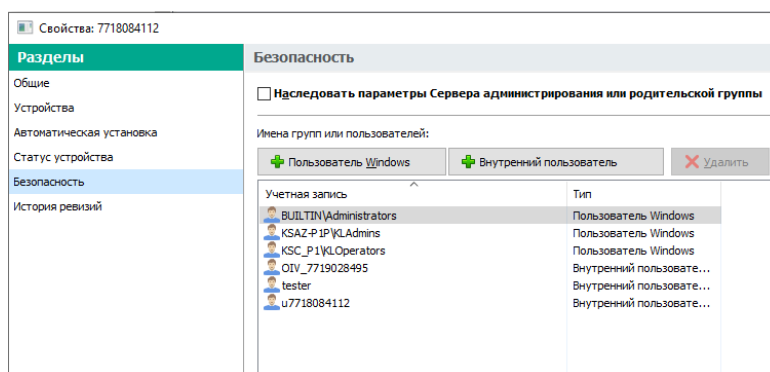 Свойства: 7718084112
Разделы
Общие
Устройства
Автоматическая установка
Статус устройства
Безопасность
История ревизий
Безопасность
Наследовать параметры Сервера администрирования или родительской группы
Имена групп или пользователей:
Пользователь Windows Внутренний пользователь Удалить
Учетная запись Тип
BUILTIN\Administrators Пользователь Windows
KSAZ-P1P\KLAdmins Пользователь Windows
KSC_P1\KLOperators Пользователь Windows
OIV_7719028495 Внутренний пользовате...
tester Внутренний пользовате...
u7718084112 Внутренний пользовате...